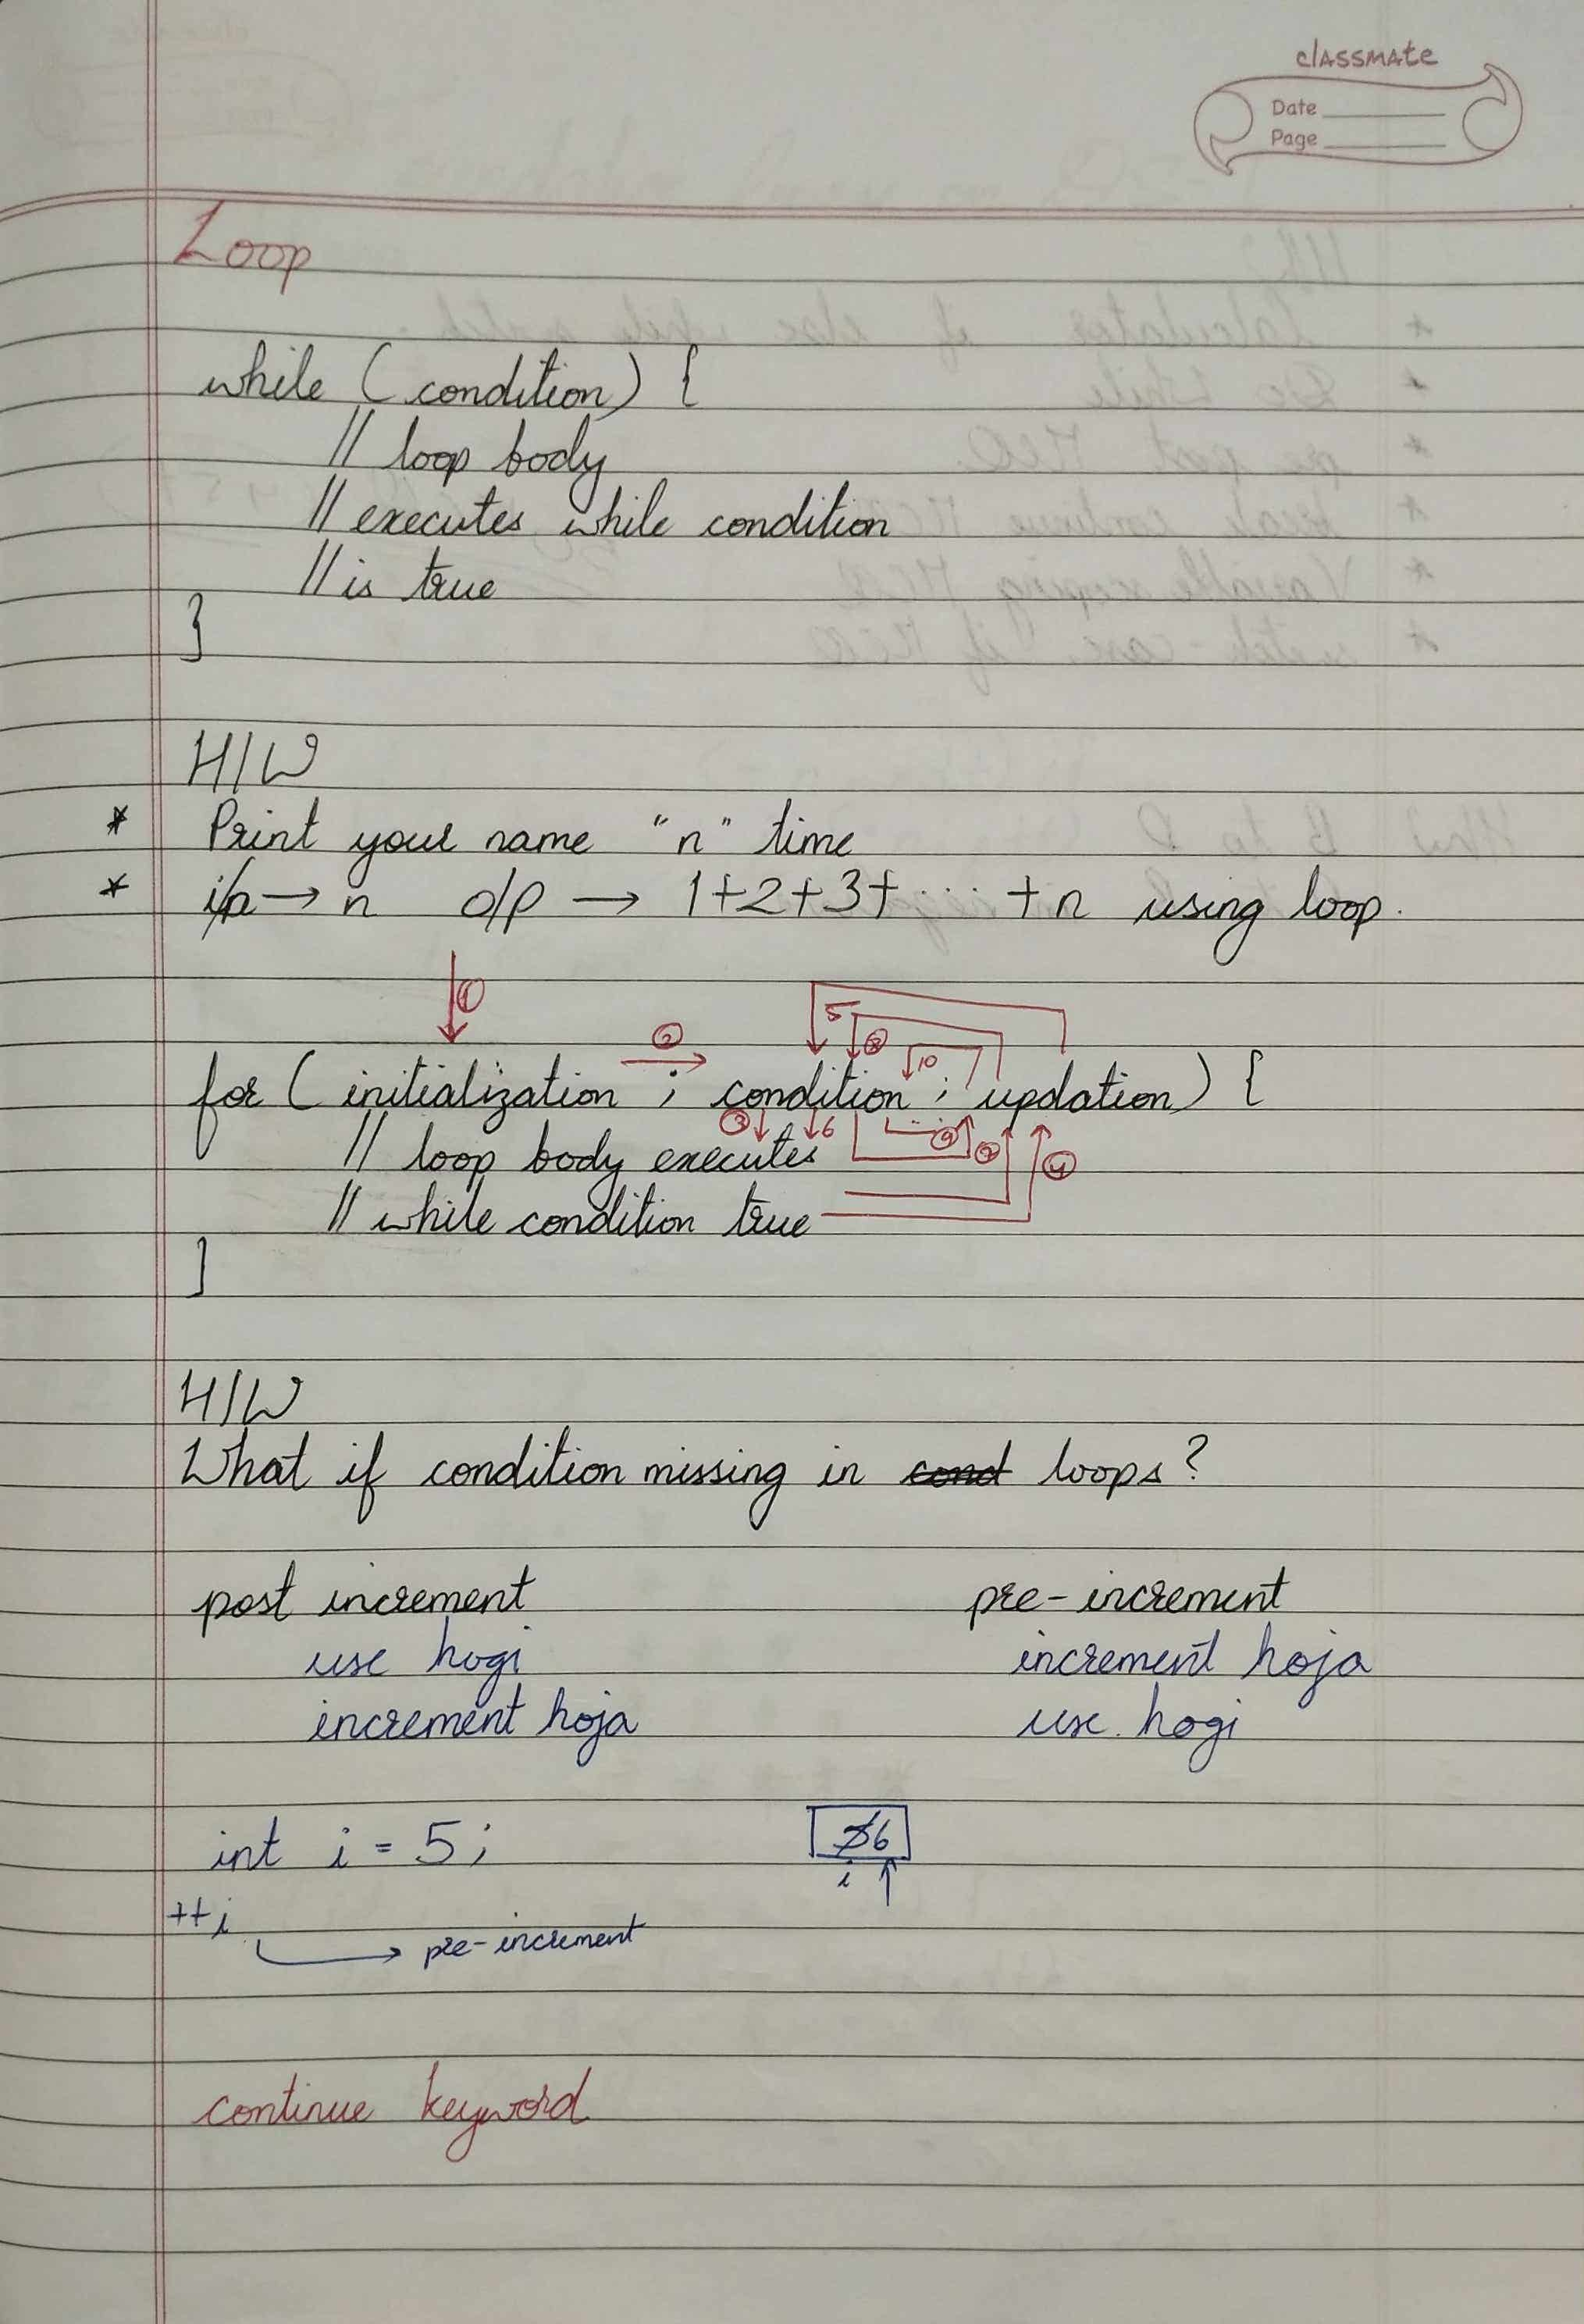 classmate
Date
Page
Loop
while (condition) {
// loop body
// executes while condition
// is true
}
H/W
* Print your name "n" time
* i/p → n o/p → 1+2+3+ ..... + n using loop.
① ② 5 ⑧ 10
for ( initialization ; condition ; updation ) {
③ 6 ⑨ ⑦ ④
// loop body executes
// while condition true
}
H/W
What if condition missing in cond loops?
post increment pre-increment
use hogi increment hoja
increment hoja use hogi
int i = 5; 5 6
i
++i
→ pre-increment
continue keyword